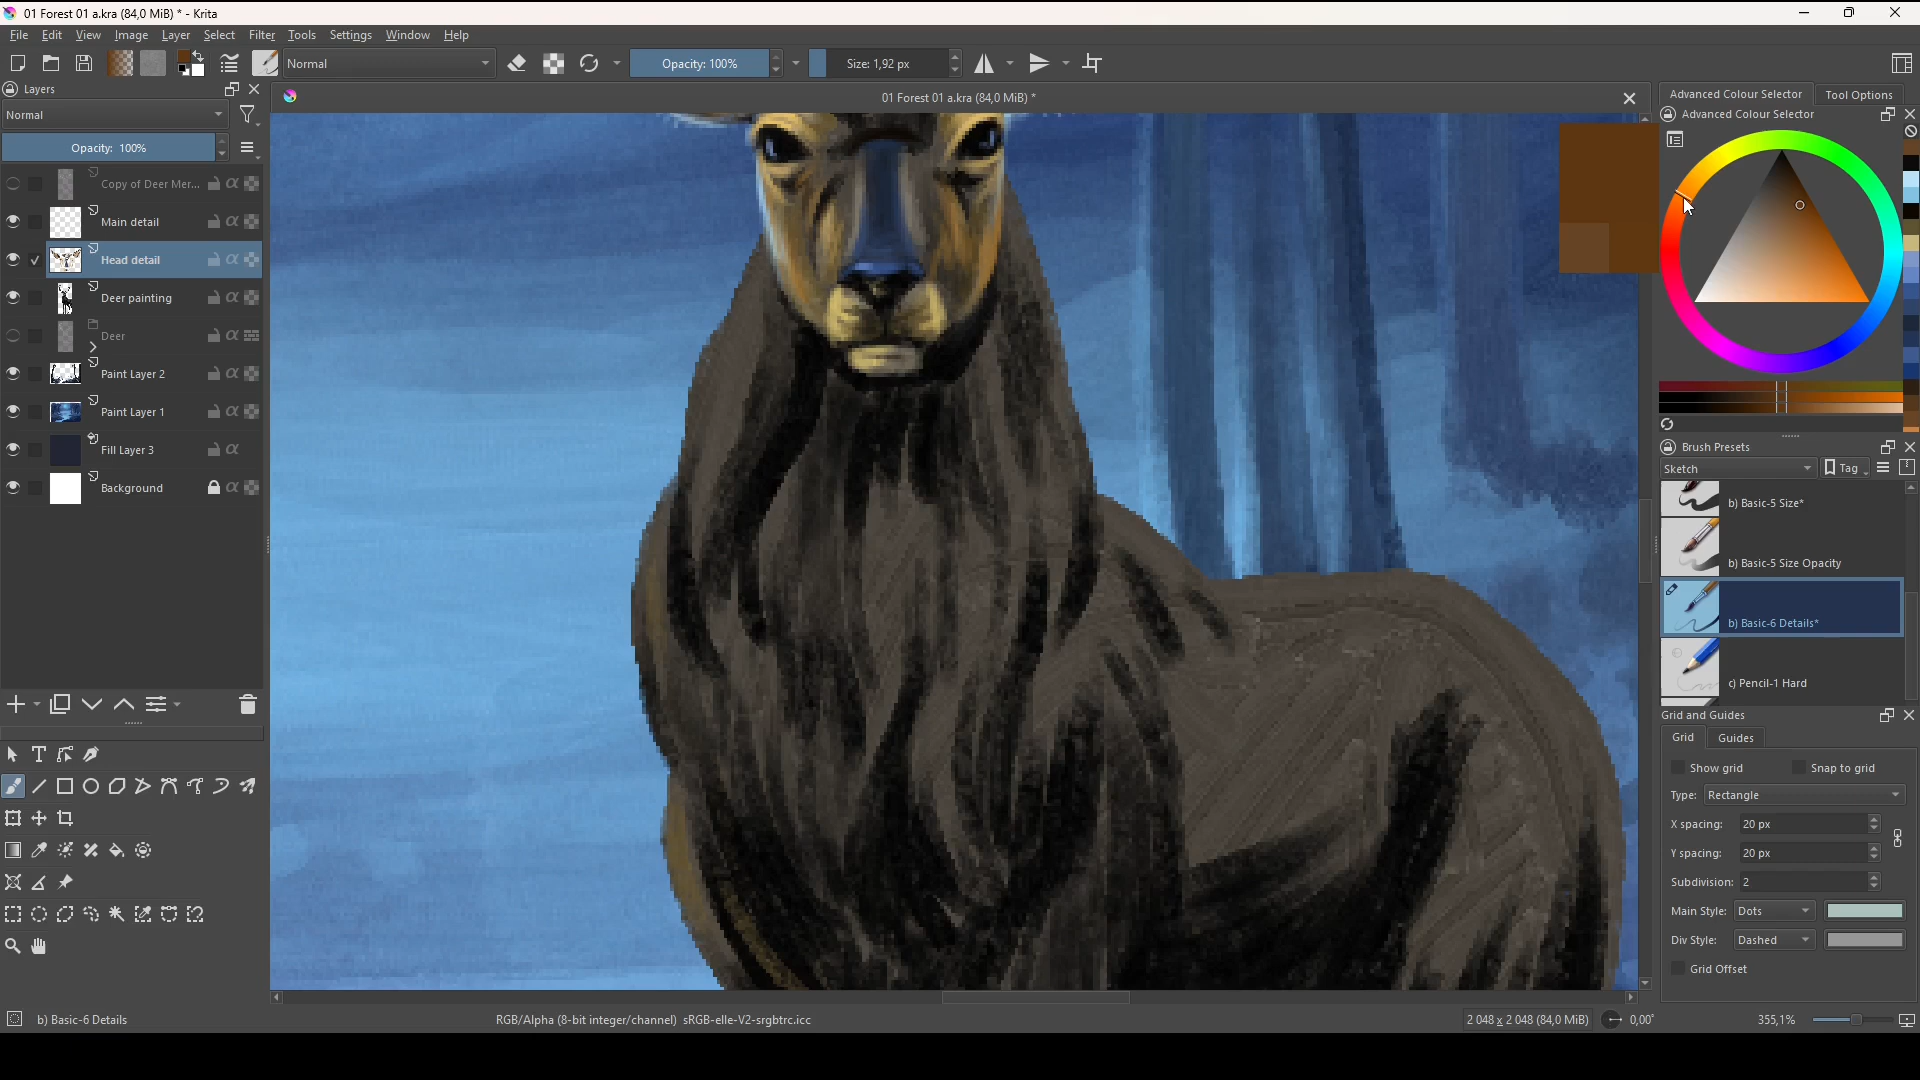 01 Forest 01 a.kra (84,0 MiB) * - Krita
File Edit View Image Layer Select Filter Tools Settings Window Help
Normal Opacity: 100% Size: 1,92 px
Layers
01 Forest 01 a.kra (84,0 MiB) *
Normal
Opacity: 100%
Copy of Deer Mer...
Main detail
Head detail
Deer painting
Deer
Paint Layer 2
Paint Layer 1
Fill Layer 3
Background
Advanced Colour Selector Tool Options
Advanced Colour Selector
Brush Presets
Sketch Tag
b) Basic-5 Size*
b) Basic-5 Size Opacity
b) Basic-6 Details*
c) Pencil-1 Hard
Grid and Guides
Grid Guides
Show grid Snap to grid
Type: Rectangle
X spacing: 20 px
Y spacing: 20 px
Subdivision: 2
Main Style: Dots
Div Style: Dashed
Grid Offset
b) Basic-6 Details RGB/Alpha (8-bit integer/channel) sRGB-elle-V2-srgbtrc.icc 2 048 x 2 048 (84,0 MiB) 0,00° 355,1%